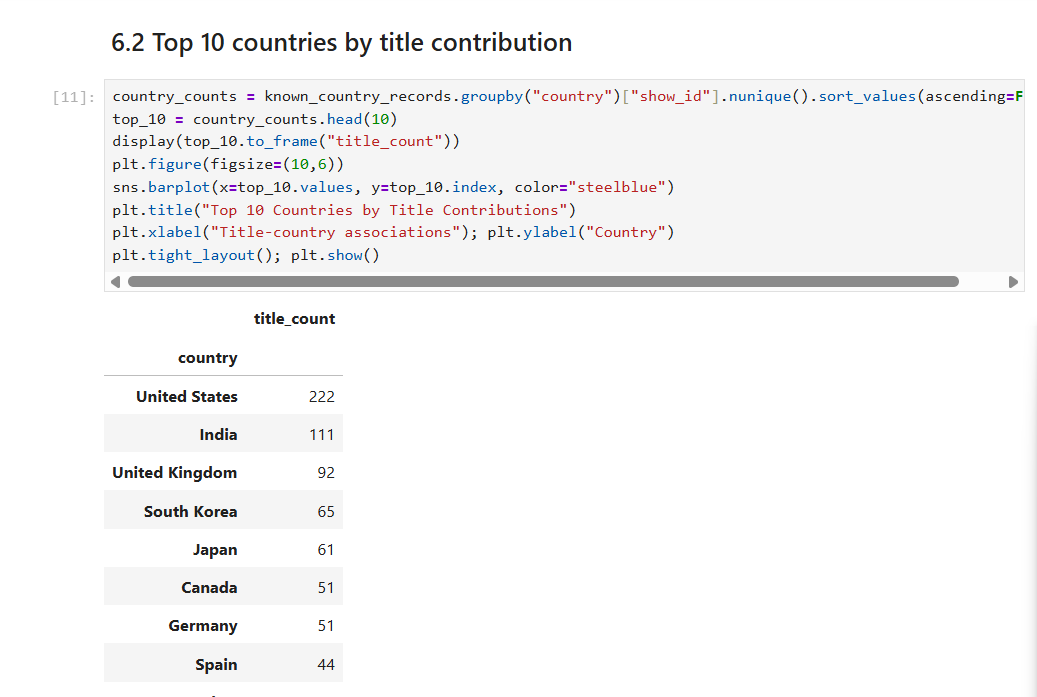 6.2 Top 10 countries by title contribution
[11]:
country_counts = known_country_records.groupby("country")["show_id"].nunique().sort_values(ascending=F
top_10 = country_counts.head(10)
display(top_10.to_frame("title_count"))
plt.figure(figsize=(10,6))
sns.barplot(x=top_10.values, y=top_10.index, color="steelblue")
plt.title("Top 10 Countries by Title Contributions")
plt.xlabel("Title-country associations"); plt.ylabel("Country")
plt.tight_layout(); plt.show()
title_count
country
United States 222
India 111
United Kingdom 92
South Korea 65
Japan 61
Canada 51
Germany 51
Spain 44